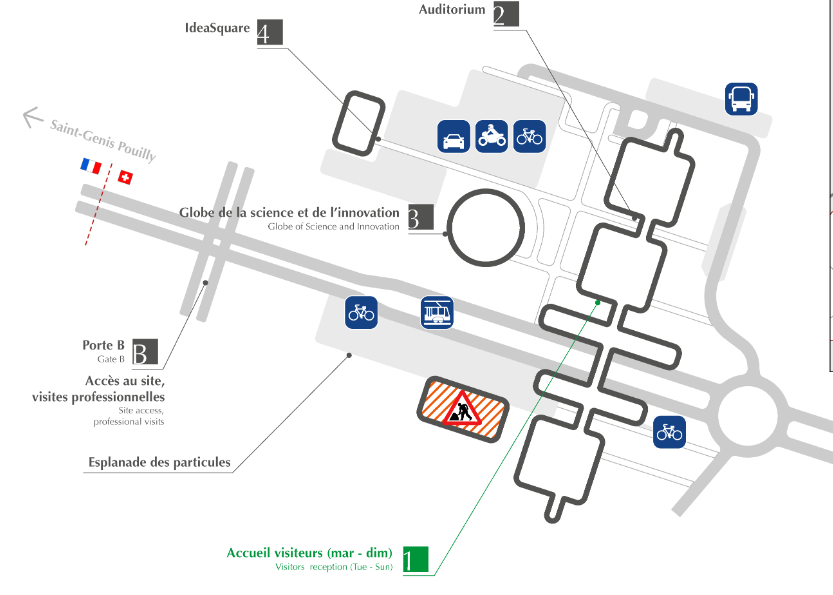 Auditorium 2
IdeaSquare 4
Saint-Genis Pouilly
Globe de la science et de l'innovation 3
Globe of Science and Innovation
Porte B B
Gate B
Accès au site,
visites professionnelles
Site access,
professional visits
Esplanade des particules
Accueil visiteurs (mar - dim) 1
Visitors reception (Tue - Sun)